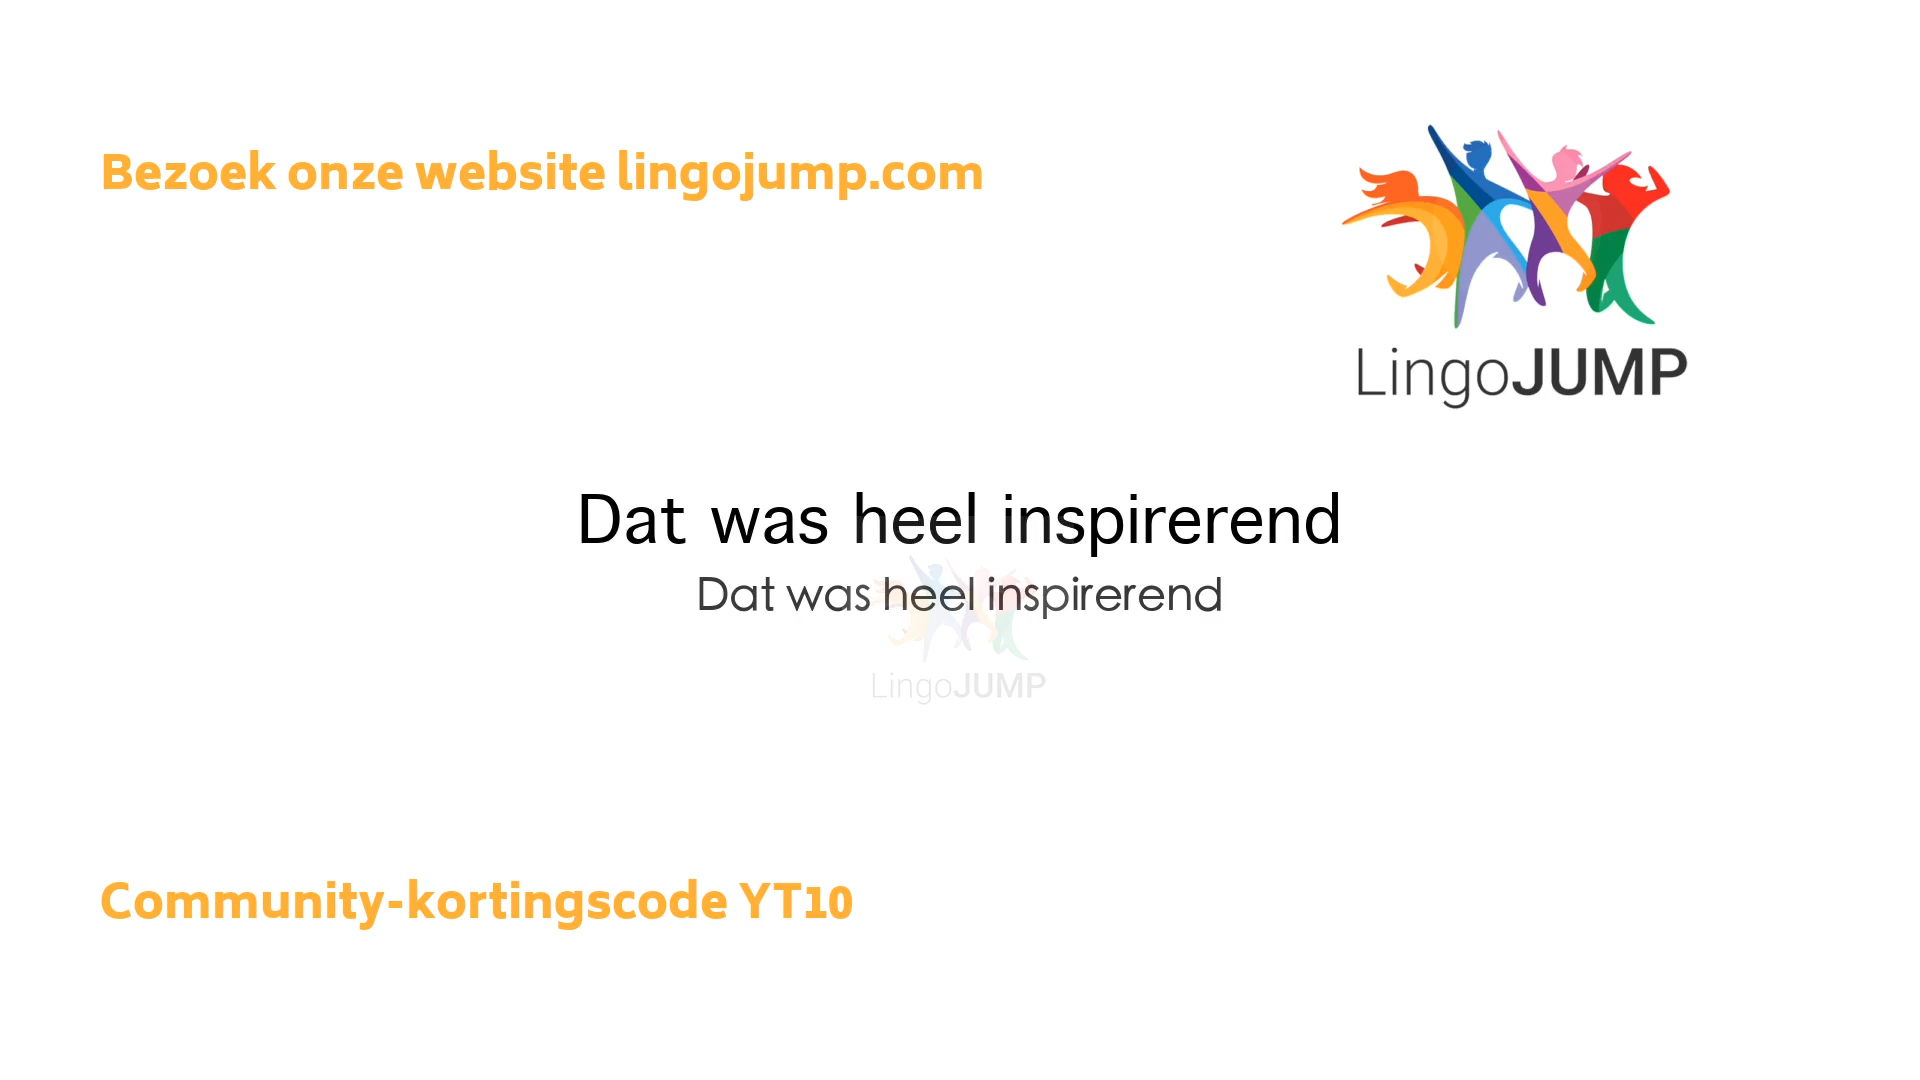 Bezoek onze website lingojump.com
LingoJUMP
Dat was heel inspirerend
Dat was heel inspirerend
LingoJUMP
Community-kortingscode YT10